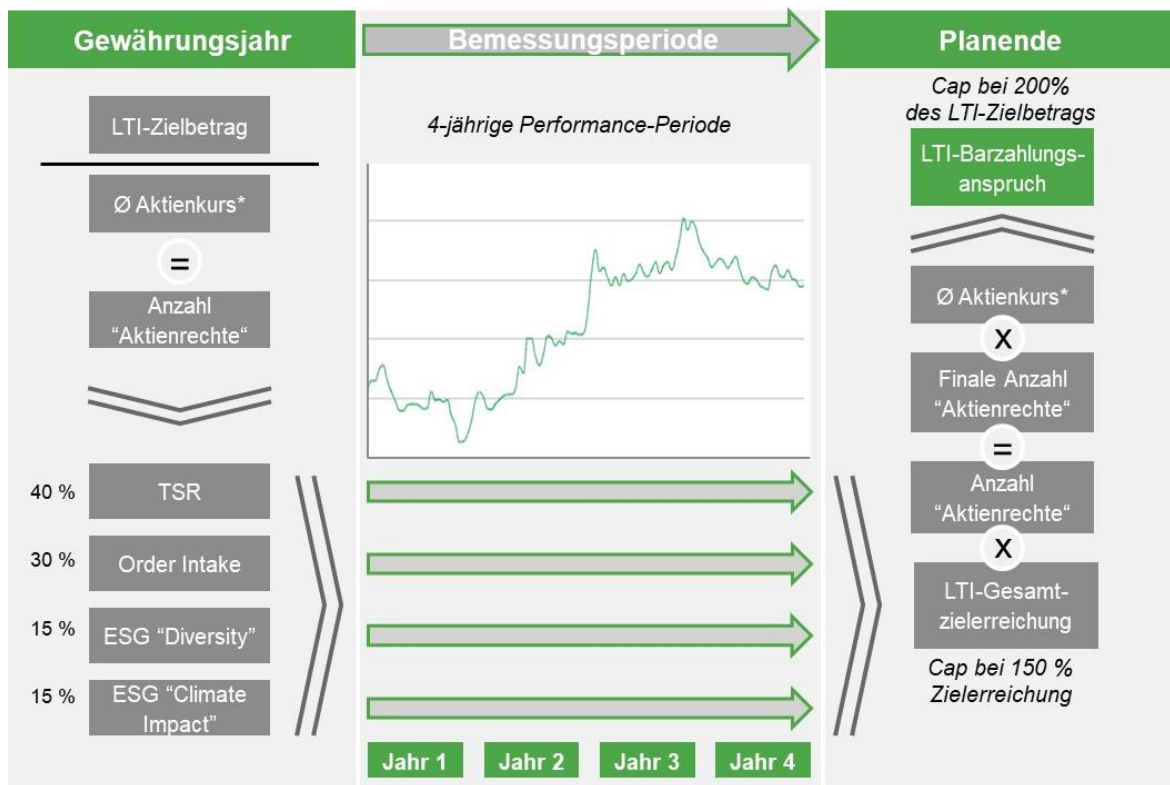 Gewährungsjahr
LTI-Zielbetrag
Ø Aktienkurs*
=
Anzahl
“Aktienrechte“
40 %
TSR
30 %
Order Intake
15 %
ESG “Diversity”
15 %
ESG “Climate
Impact”
Bemessungsperiode
4-jährige Performance-Periode
Jahr 1
Jahr 2
Jahr 3
Jahr 4
Planende
Cap bei 200%
des LTI-Zielbetrags
LTI-Barzahlungs-
anspruch
Ø Aktienkurs*
X
Finale Anzahl
“Aktienrechte“
=
Anzahl
“Aktienrechte“
X
LTI-Gesamt-
zielerreichung
Cap bei 150 %
Zielerreichung